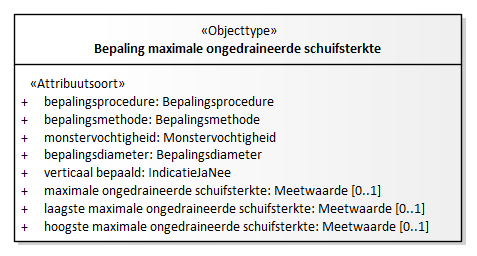 «Objecttype»
Bepaling maximale ongedraineerde schuifsterkte
«Attribuutsoort»
+ bepalingsprocedure: Bepalingsprocedure
+ bepalingsmethode: Bepalingsmethode
+ monstervochtigheid: Monstervochtigheid
+ bepalingsdiameter: Bepalingsdiameter
+ verticaal bepaald: IndicatieJaNee
+ maximale ongedraineerde schuifsterkte: Meetwaarde [0..1]
+ laagste maximale ongedraineerde schuifsterkte: Meetwaarde [0..1]
+ hoogste maximale ongedraineerde schuifsterkte: Meetwaarde [0..1]